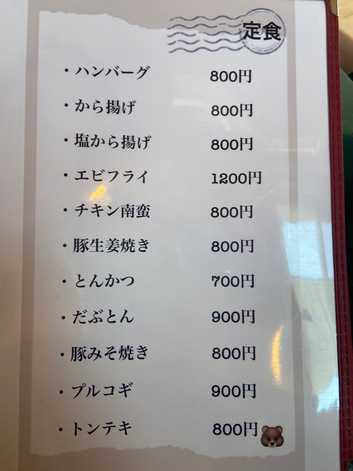 定食
・ハンバーグ 800円
・から揚げ 800円
・塩から揚げ 800円
・エビフライ 1200円
・チキン南蛮 800円
・豚生姜焼き 800円
・とんかつ 700円
・だぶとん 900円
・豚みそ焼き 800円
・プルコギ 900円
・トンテキ 800円